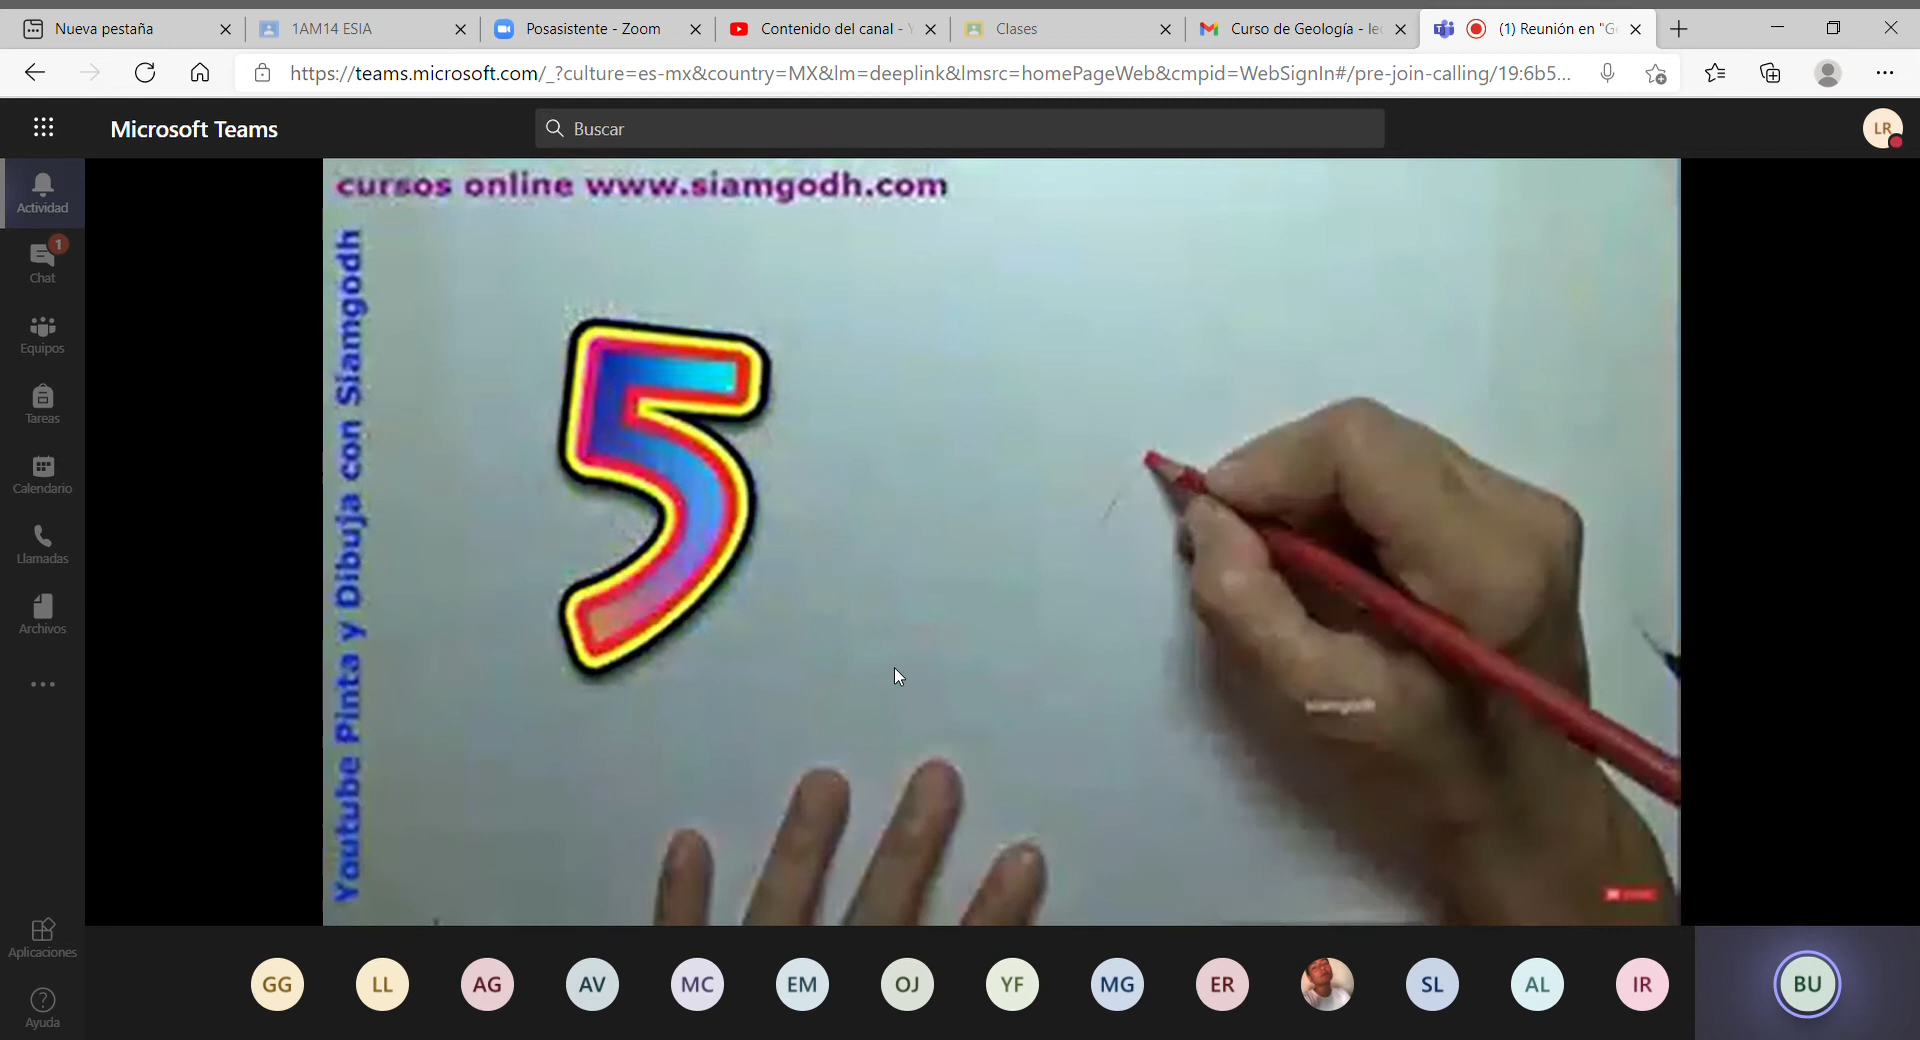 Nueva pestaña
1AM14 ESIA
Posasistente - Zoom
Contenido del canal - Y
Clases
Curso de Geología - lec
(1) Reunión en "Ge
https://teams.microsoft.com/_?culture=es-mx&country=MX&lm=deeplink&lmsrc=homePageWeb&cmpid=WebSignIn#/pre-join-calling/19:6b5...
Microsoft Teams
Buscar
LR
Actividad
1
Chat
Equipos
Tareas
Calendario
Llamadas
Archivos
Aplicaciones
Ayuda
cursos online www.siamgodh.com
Youtube Pinta y Dibuja con Siamgodh
5
siamgodh
GG
LL
AG
AV
MC
EM
OJ
YF
MG
ER
SL
AL
IR
BU